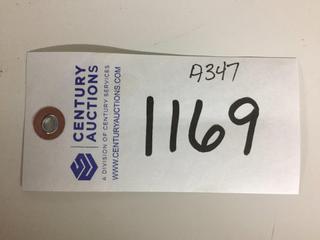 A347
1169
CENTURY
AUCTIONS
A DIVISION OF CENTURY SERVICES
WWW.CENTURYAUCTIONS.COM